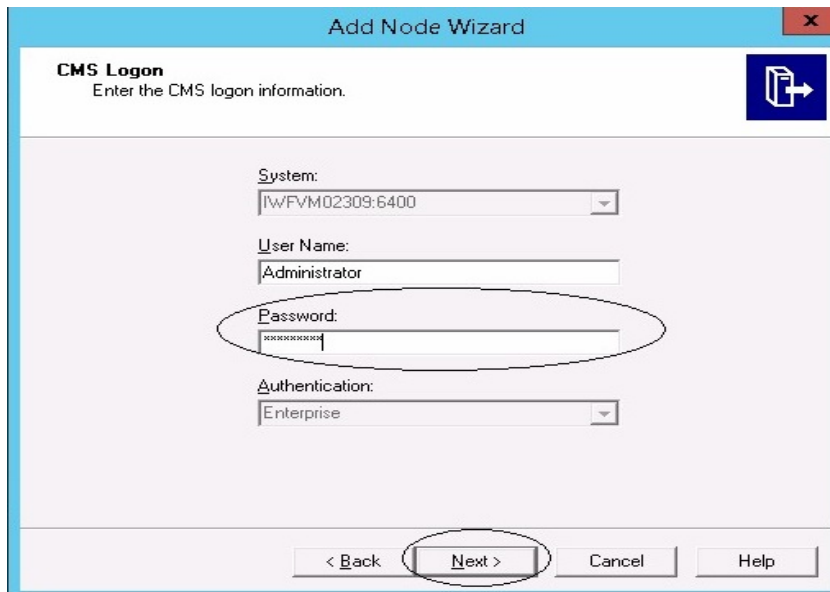 Add Node Wizard
x
CMS Logon
Enter the CMS logon information.
System:
IWFVM02309:6400
User Name:
Administrator
Password:
*********
Authentication:
Enterprise
< Back
Next >
Cancel
Help